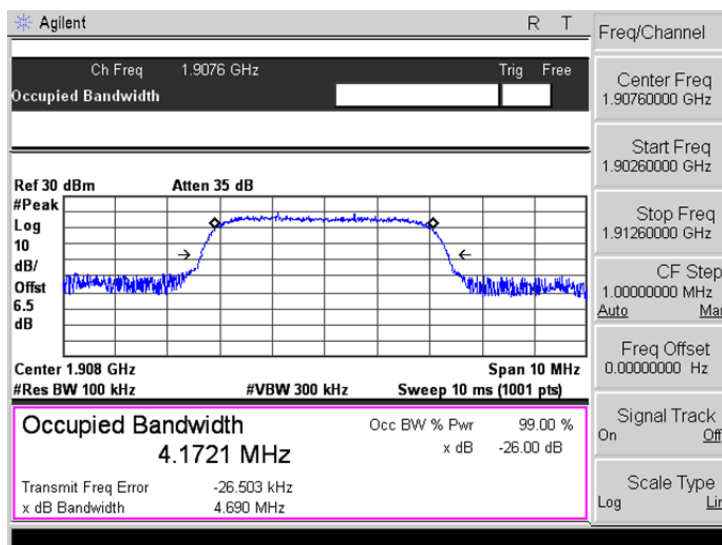 Agilent R T
Ch Freq 1.9076 GHz Trig Free
Occupied Bandwidth
Ref 30 dBm Atten 35 dB
#Peak
Log
10
dB/
Offst
6.5
dB
Center 1.908 GHz Span 10 MHz
#Res BW 100 kHz #VBW 300 kHz Sweep 10 ms (1001 pts)
Occupied Bandwidth
4.1721 MHz
Occ BW % Pwr 99.00 %
x dB -26.00 dB
Transmit Freq Error -26.503 kHz
x dB Bandwidth 4.690 MHz
Freq/Channel
Center Freq
1.90760000 GHz
Start Freq
1.90260000 GHz
Stop Freq
1.91260000 GHz
CF Step
1.00000000 MHz
Auto Man
Freq Offset
0.00000000 Hz
Signal Track
On Off
Scale Type
Log Lin